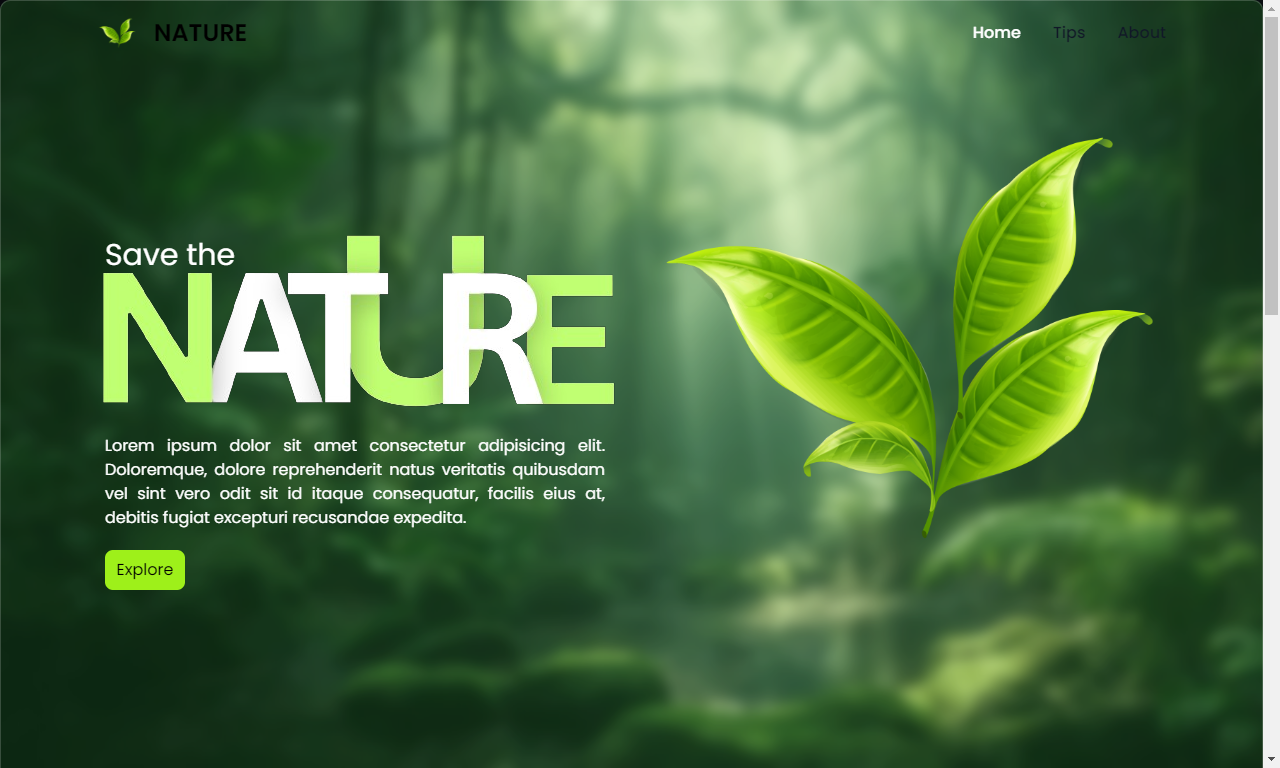 NATURE
Home Tips About
Save the
NATURE
Lorem ipsum dolor sit amet consectetur adipisicing elit.
Doloremque, dolore reprehenderit natus veritatis quibusdam
vel sint vero odit sit id itaque consequatur, facilis eius at,
debitis fugiat excepturi recusandae expedita.
Explore